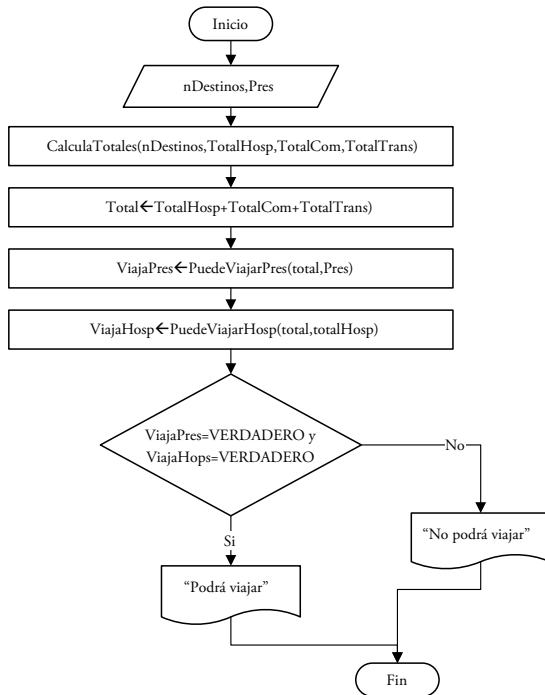 Inicio
nDestinos,Pres
CalculaTotales(nDestinos,TotalHosp,TotalCom,TotalTrans)
Total←TotalHosp+TotalCom+TotalTrans)
ViajaPres←PuedeViajarPres(total,Pres)
ViajaHosp←PuedeViajarHosp(total,totalHosp)
ViajaPres=VERDADERO y
ViajaHops=VERDADERO
No
Si
“No podrá viajar”
“Podrá viajar”
Fin